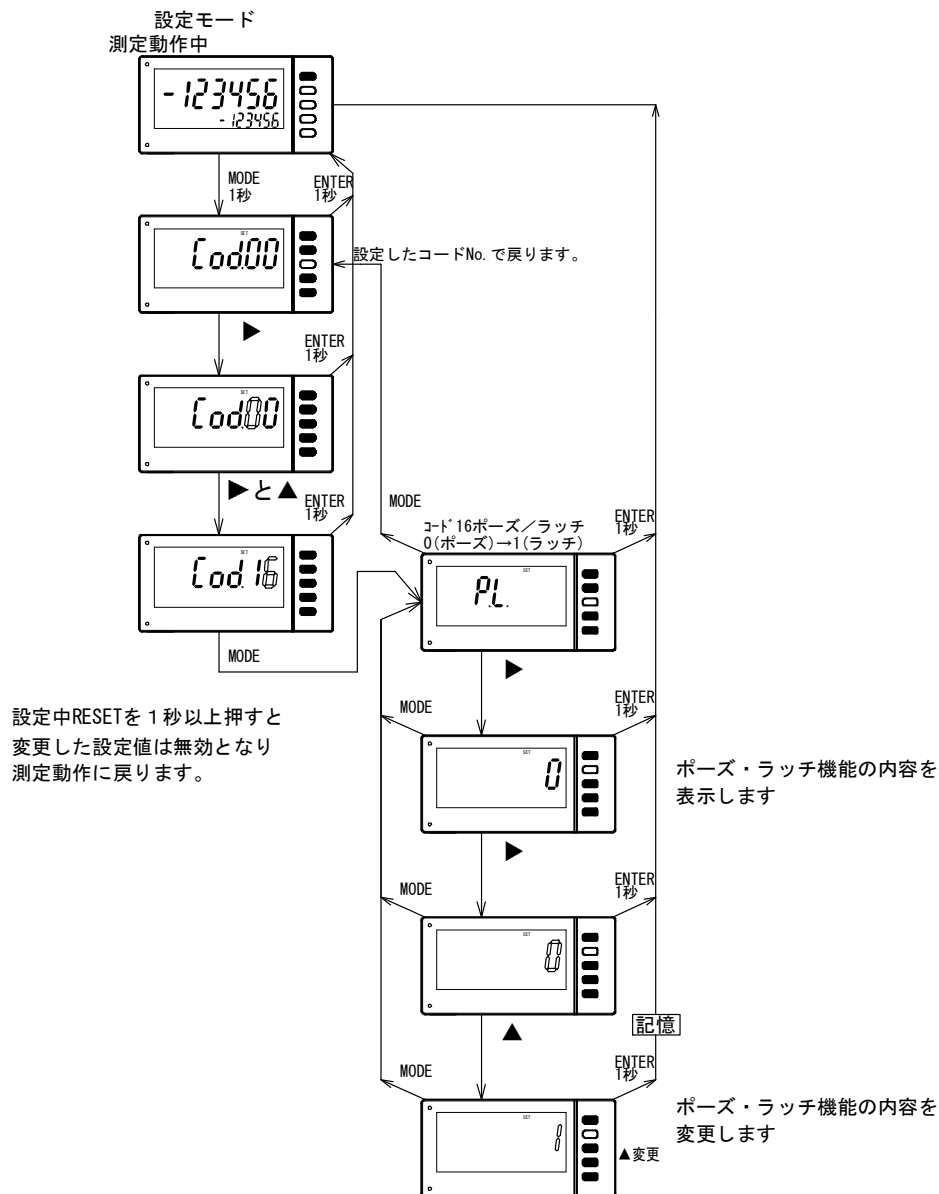 設定モード
測定動作中
-123456
-123456
MODE
1秒
ENTER
1秒
SET
Cod.00
設定したコードNo.で戻ります。
▶
ENTER
1秒
SET
Cod.00
▶と▲
ENTER
1秒
SET
Cod.16
MODE
MODE
ｺｰﾄﾞ16ポーズ／ラッチ
0(ポーズ)→1(ラッチ)
ENTER
1秒
SET
P.L.
▶
設定中RESETを１秒以上押すと
変更した設定値は無効となり
測定動作に戻ります。
MODE
ENTER
1秒
SET
0
ポーズ・ラッチ機能の内容を
表示します
▶
MODE
ENTER
1秒
SET
0
▲
記憶
MODE
ENTER
1秒
SET
1
▲変更
ポーズ・ラッチ機能の内容を
変更します